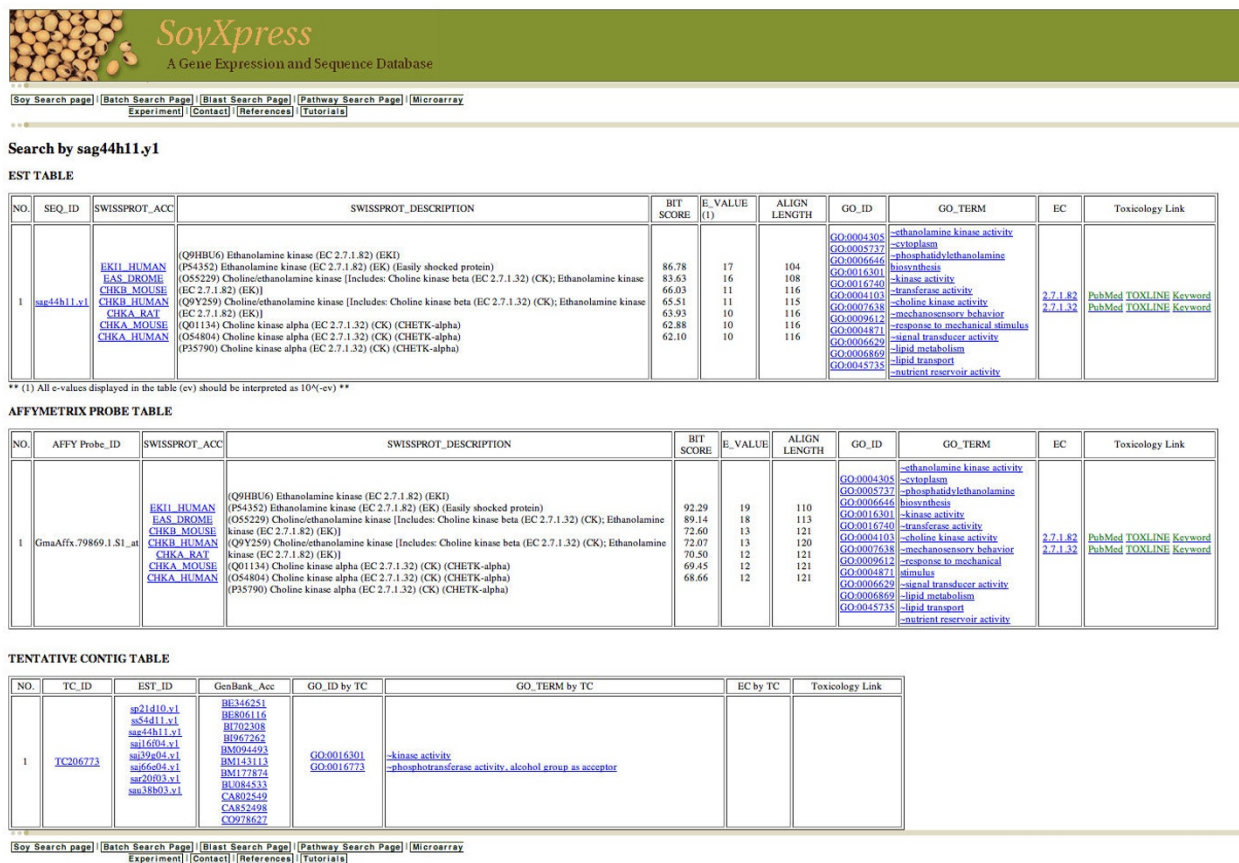 SoyXpress
A Gene Expression and Sequence Database
Soy Search page | Batch Search Page | Blast Search Page | Pathway Search Page | Microarray
Experiment | Contact | References | Tutorials
Search by sag44h11.y1
EST TABLE
NO. SEQ_ID SWISSPROT_ACC SWISSPROT_DESCRIPTION BIT SCORE E_VALUE (1) ALIGN LENGTH GO_ID GO_TERM EC Toxicology Link
1
sag44h11.y1
EKI1_HUMAN
EAS_DROME
CHKB_MOUSE
CHKB_HUMAN
CHKA_RAT
CHKA_MOUSE
CHKA_HUMAN
(Q9HBU6) Ethanolamine kinase (EC 2.7.1.82) (EKI)
(P54352) Ethanolamine kinase (EC 2.7.1.82) (EK) (Easily shocked protein)
(O55229) Choline/ethanolamine kinase [Includes: Choline kinase beta (EC 2.7.1.32) (CK); Ethanolamine kinase
(EC 2.7.1.82) (EK)]
(Q9Y259) Choline/ethanolamine kinase [Includes: Choline kinase beta (EC 2.7.1.32) (CK); Ethanolamine kinase
(EC 2.7.1.82) (EK)]
(Q01134) Choline kinase alpha (EC 2.7.1.32) (CK) (CHETK-alpha)
(O54804) Choline kinase alpha (EC 2.7.1.32) (CK) (CHETK-alpha)
(P35790) Choline kinase alpha (EC 2.7.1.32) (CK) (CHETK-alpha)
86.78 17 104
83.63 16 108
66.03 11 116
65.51 11 115
63.93 10 116
62.88 10 116
62.10 10 116
GO:0004305
GO:0005737
GO:0006646
GO:0016301
GO:0016740
GO:0004103
GO:0007638
GO:0009612
GO:0004871
GO:0006629
GO:0006869
GO:0045735
~ethanolamine kinase activity
~cytoplasm
~phosphatidylethanolamine
biosynthesis
~kinase activity
~transferase activity
~choline kinase activity
~mechanosensory behavior
~response to mechanical stimulus
~signal transducer activity
~lipid metabolism
~lipid transport
~nutrient reservoir activity
2.7.1.82 PubMed TOXLINE Keyword
2.7.1.32 PubMed TOXLINE Keyword
** (1) All e-values displayed in the table (ev) should be interpreted as 10^(-ev) **
AFFYMETRIX PROBE TABLE
NO. AFFY Probe_ID SWISSPROT_ACC SWISSPROT_DESCRIPTION BIT SCORE E_VALUE ALIGN LENGTH GO_ID GO_TERM EC Toxicology Link
1
GmaAffx.79869.1.S1_at
EKI1_HUMAN
EAS_DROME
CHKB_MOUSE
CHKB_HUMAN
CHKA_RAT
CHKA_MOUSE
CHKA_HUMAN
(Q9HBU6) Ethanolamine kinase (EC 2.7.1.82) (EKI)
(P54352) Ethanolamine kinase (EC 2.7.1.82) (EK) (Easily shocked protein)
(O55229) Choline/ethanolamine kinase [Includes: Choline kinase beta (EC 2.7.1.32) (CK); Ethanolamine
kinase (EC 2.7.1.82) (EK)]
(Q9Y259) Choline/ethanolamine kinase [Includes: Choline kinase beta (EC 2.7.1.32) (CK); Ethanolamine
kinase (EC 2.7.1.82) (EK)]
(Q01134) Choline kinase alpha (EC 2.7.1.32) (CK) (CHETK-alpha)
(O54804) Choline kinase alpha (EC 2.7.1.32) (CK) (CHETK-alpha)
(P35790) Choline kinase alpha (EC 2.7.1.32) (CK) (CHETK-alpha)
92.29 19 110
89.14 18 113
72.60 13 121
72.07 13 120
70.50 12 121
69.45 12 121
68.66 12 121
GO:0004305
GO:0005737
GO:0006646
GO:0016301
GO:0016740
GO:0004103
GO:0007638
GO:0009612
GO:0004871
GO:0006629
GO:0006869
GO:0045735
~ethanolamine kinase activity
~cytoplasm
~phosphatidylethanolamine
biosynthesis
~kinase activity
~transferase activity
~choline kinase activity
~mechanosensory behavior
~response to mechanical
stimulus
~signal transducer activity
~lipid metabolism
~lipid transport
~nutrient reservoir activity
2.7.1.82 PubMed TOXLINE Keyword
2.7.1.32 PubMed TOXLINE Keyword
TENTATIVE CONTIG TABLE
NO. TC_ID EST_ID GenBank_Acc GO_ID by TC GO_TERM by TC EC by TC Toxicology Link
1
TC206773
sp21d10.y1
ss54d11.y1
sag44h11.y1
sai16f04.y1
saj39g04.y1
saj66e04.y1
sar20f03.y1
sau38b03.y1
BE346251
BE806116
BI702308
BI967262
BM094493
BM143113
BM177874
BU084533
CA802549
CA852498
CO978627
GO:0016301
GO:0016773
~kinase activity
~phosphotransferase activity, alcohol group as acceptor
Soy Search page | Batch Search Page | Blast Search Page | Pathway Search Page | Microarray
Experiment | Contact | References | Tutorials